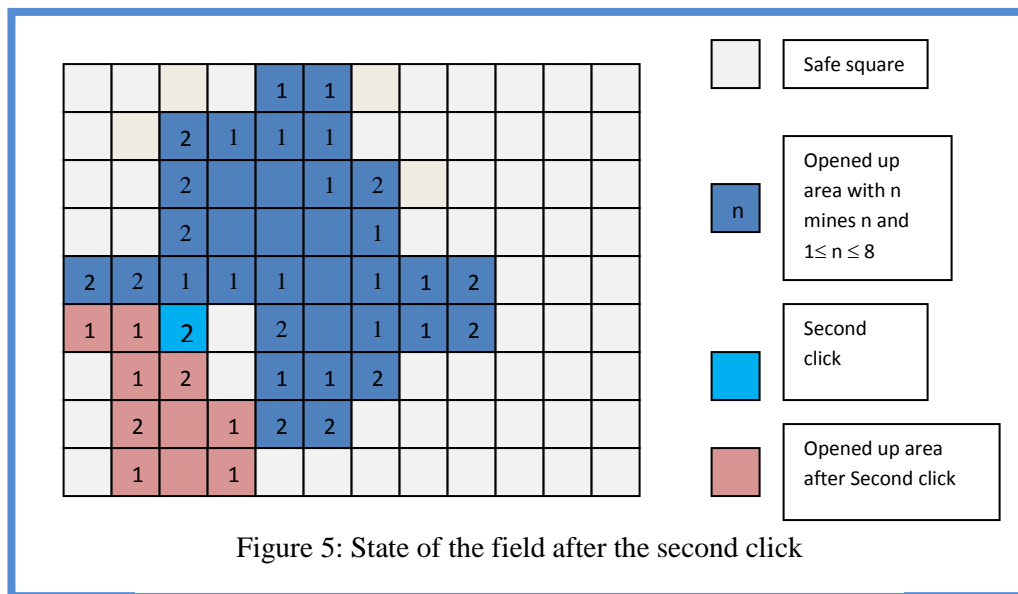 1 1
2 1 1 1
2 1 2
2 1
2 2 1 1 1 1 1 2
1 1 2 2 1 1 2
1 2 1 1 2
2 1 2 2
1 1
Safe square
n
Opened up
area with n
mines n and
1≤ n ≤ 8
Second
click
Opened up area
after Second click
Figure 5: State of the field after the second click